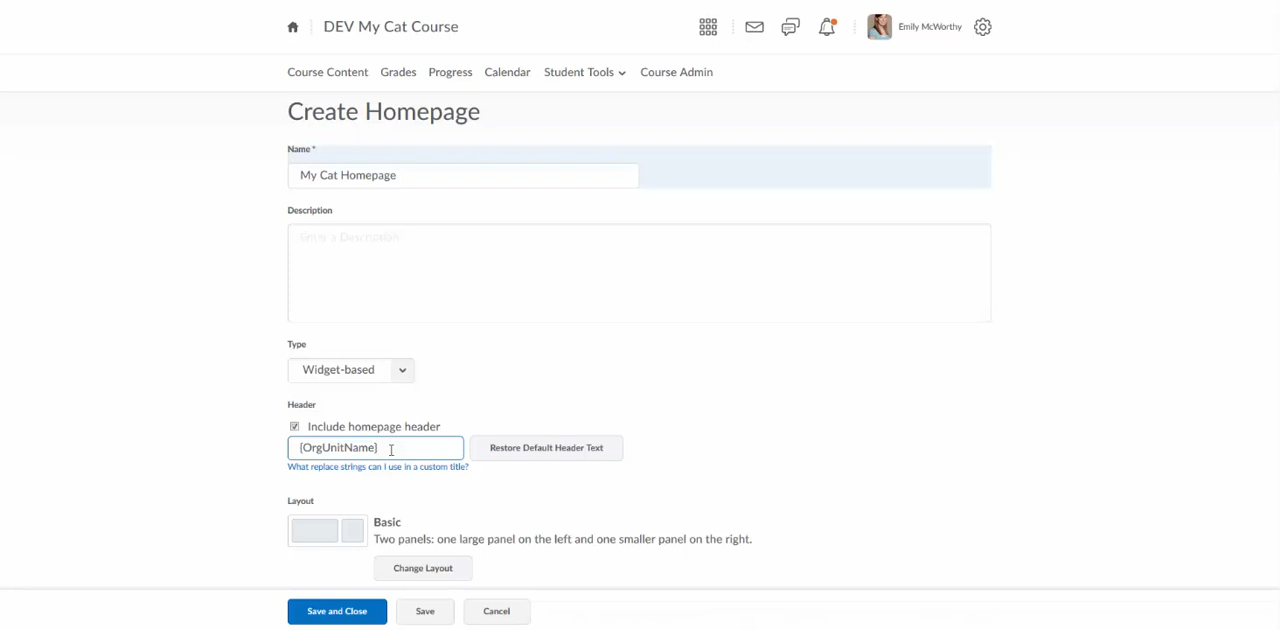 DEV My Cat Course
Emily McWorthy
Course Content Grades Progress Calendar Student Tools Course Admin
Create Homepage
Name *
My Cat Homepage
Description
Enter a Description
Type
Widget-based
Header
Include homepage header
{OrgUnitName}
Restore Default Header Text
What replace strings can I use in a custom title?
Layout
Basic
Two panels: one large panel on the left and one smaller panel on the right.
Change Layout
Save and Close Save Cancel